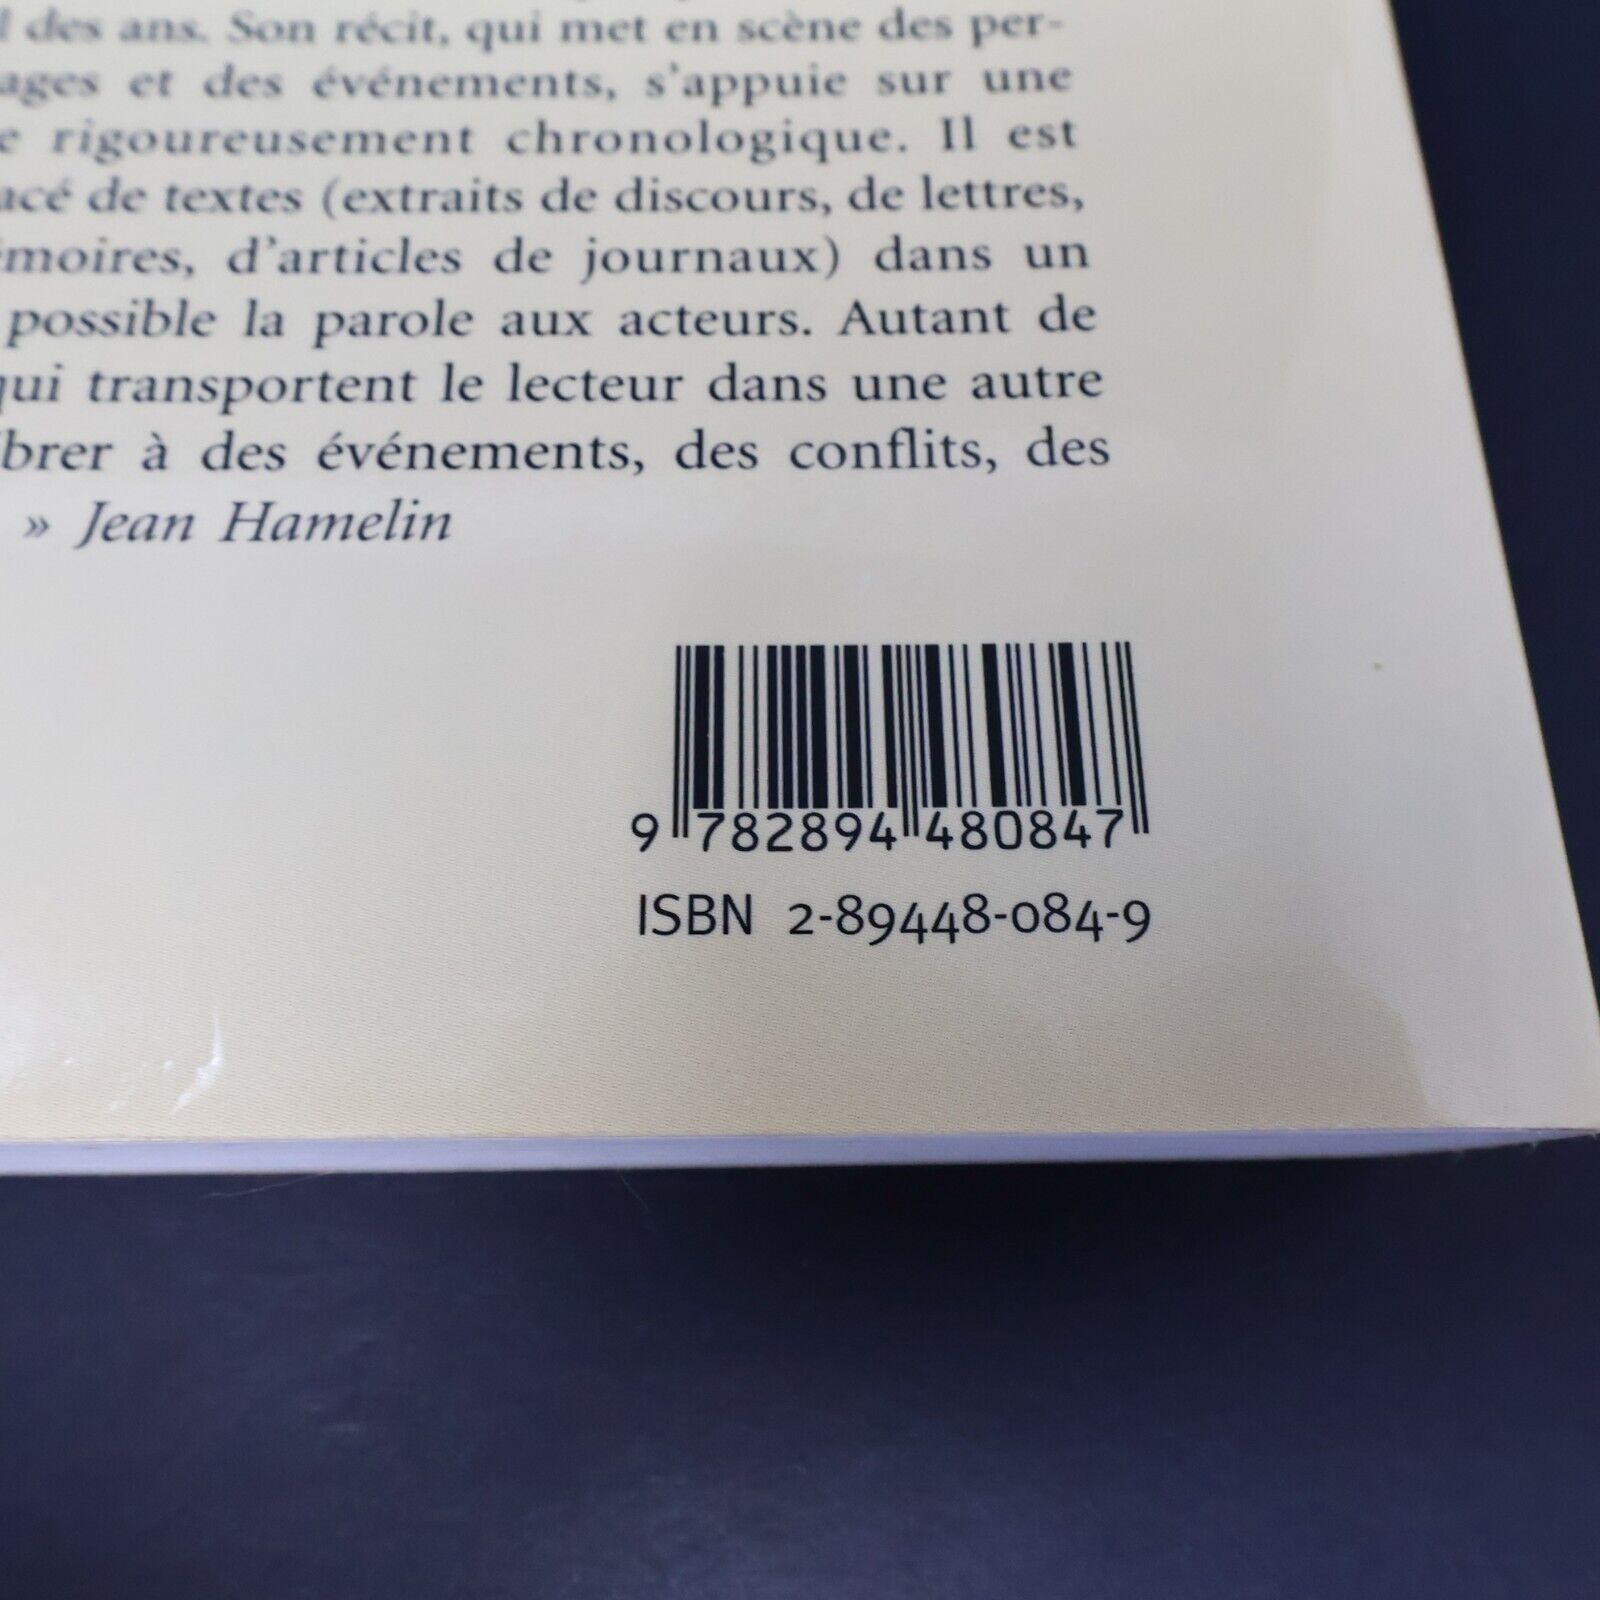 des ans. Son récit, qui met en scène des per-
ages et des événements, s'appuie sur une
e rigoureusement chronologique. Il est
acé de textes (extraits de discours, de lettres,
émoires, d'articles de journaux) dans un
possible la parole aux acteurs. Autant de
qui transportent le lecteur dans une autre
ibrer à des événements, des conflits, des
» Jean Hamelin
9 782894 480847
ISBN 2-89448-084-9